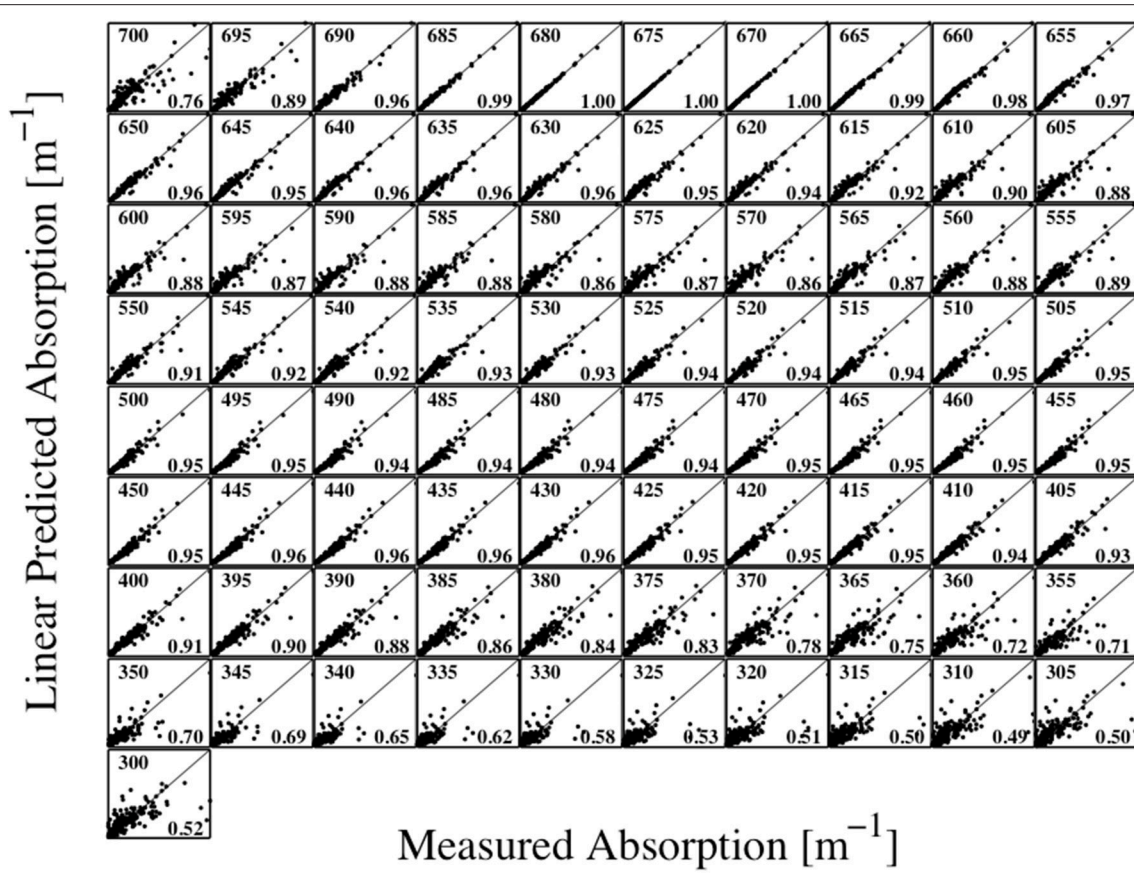 Linear Predicted Absorption [m⁻¹]
700 695 690 685 680 675 670 665 660 655
0.76 0.89 0.96 0.99 1.00 1.00 1.00 0.99 0.98 0.97
650 645 640 635 630 625 620 615 610 605
0.96 0.95 0.96 0.96 0.96 0.95 0.94 0.92 0.90 0.88
600 595 590 585 580 575 570 565 560 555
0.88 0.87 0.88 0.88 0.86 0.87 0.86 0.87 0.88 0.89
550 545 540 535 530 525 520 515 510 505
0.91 0.92 0.92 0.93 0.93 0.94 0.94 0.94 0.95 0.95
500 495 490 485 480 475 470 465 460 455
0.95 0.95 0.94 0.94 0.94 0.94 0.95 0.95 0.95 0.95
450 445 440 435 430 425 420 415 410 405
0.95 0.96 0.96 0.96 0.96 0.95 0.95 0.95 0.94 0.93
400 395 390 385 380 375 370 365 360 355
0.91 0.90 0.88 0.86 0.84 0.83 0.78 0.75 0.72 0.71
350 345 340 335 330 325 320 315 310 305
0.70 0.69 0.65 0.62 0.58 0.53 0.51 0.50 0.49 0.50
300
0.52
Measured Absorption [m⁻¹]